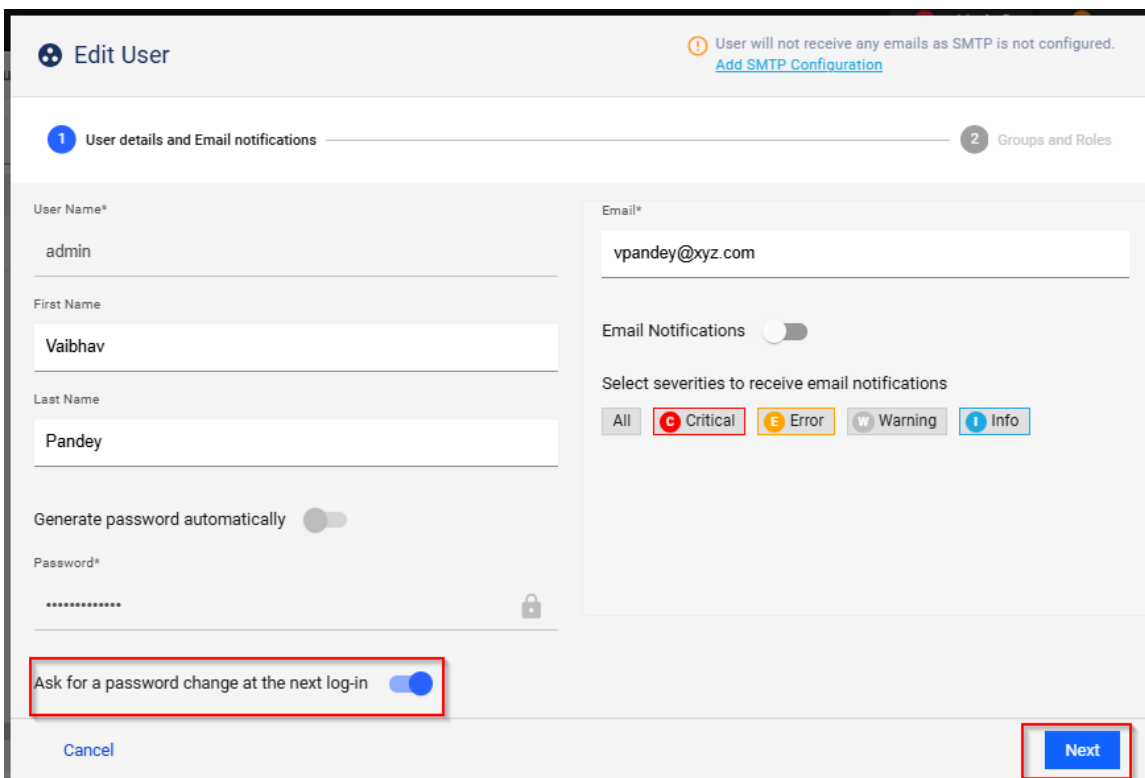 Edit User
User will not receive any emails as SMTP is not configured.
Add SMTP Configuration
1 User details and Email notifications
2 Groups and Roles
User Name*
admin
First Name
Vaibhav
Last Name
Pandey
Generate password automatically
Password*
•••••••••••••
Ask for a password change at the next log-in
Email*
vpandey@xyz.com
Email Notifications
Select severities to receive email notifications
All C Critical E Error W Warning I Info
Cancel
Next